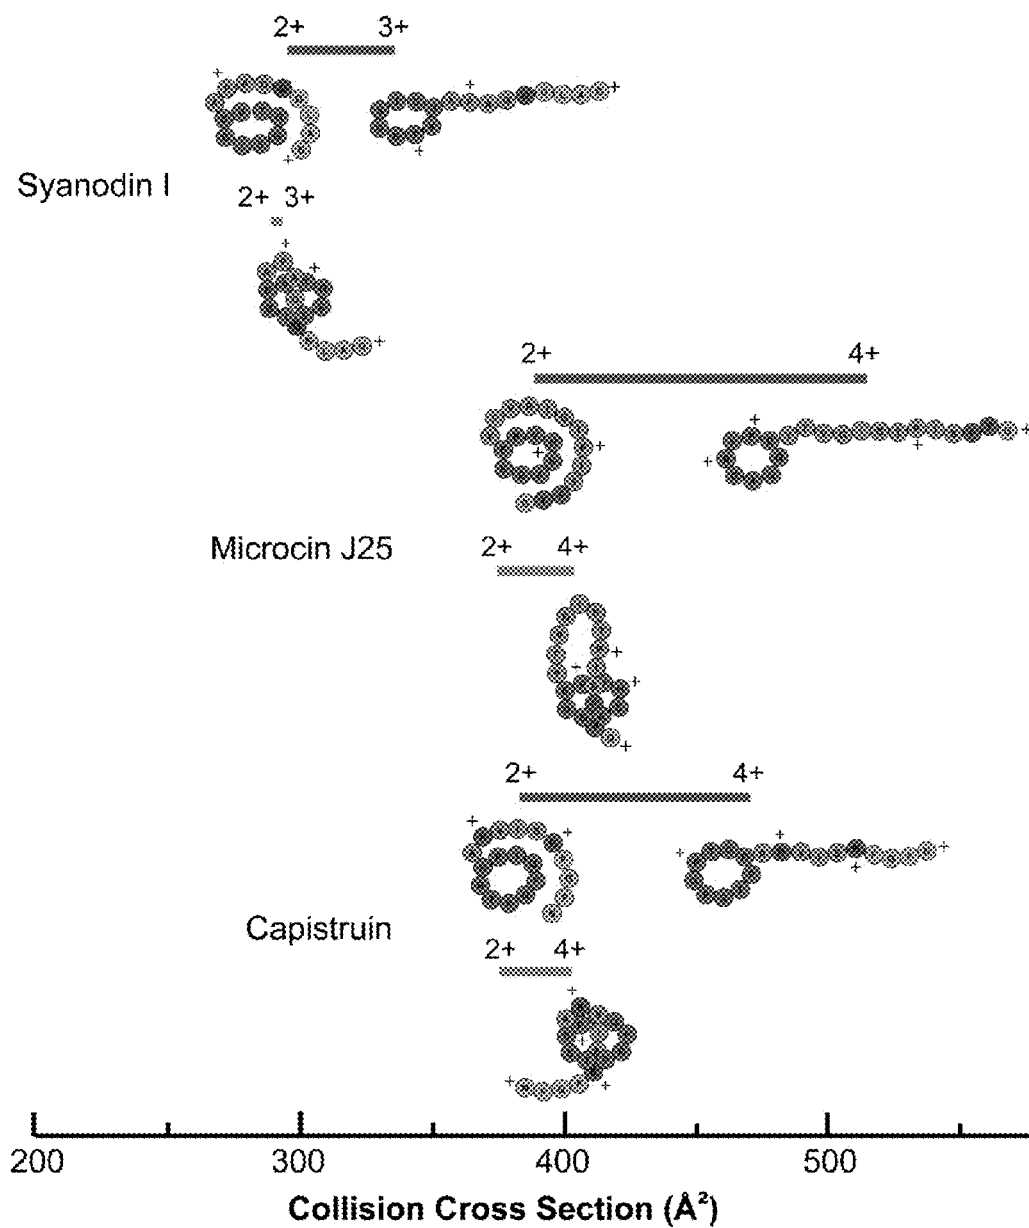 2+ 3+
Syanodin I
2+ 3+
2+ 4+
Microcin J25
2+ 4+
2+ 4+
Capistruin
2+ 4+
200 300 400 500
Collision Cross Section (Å²)